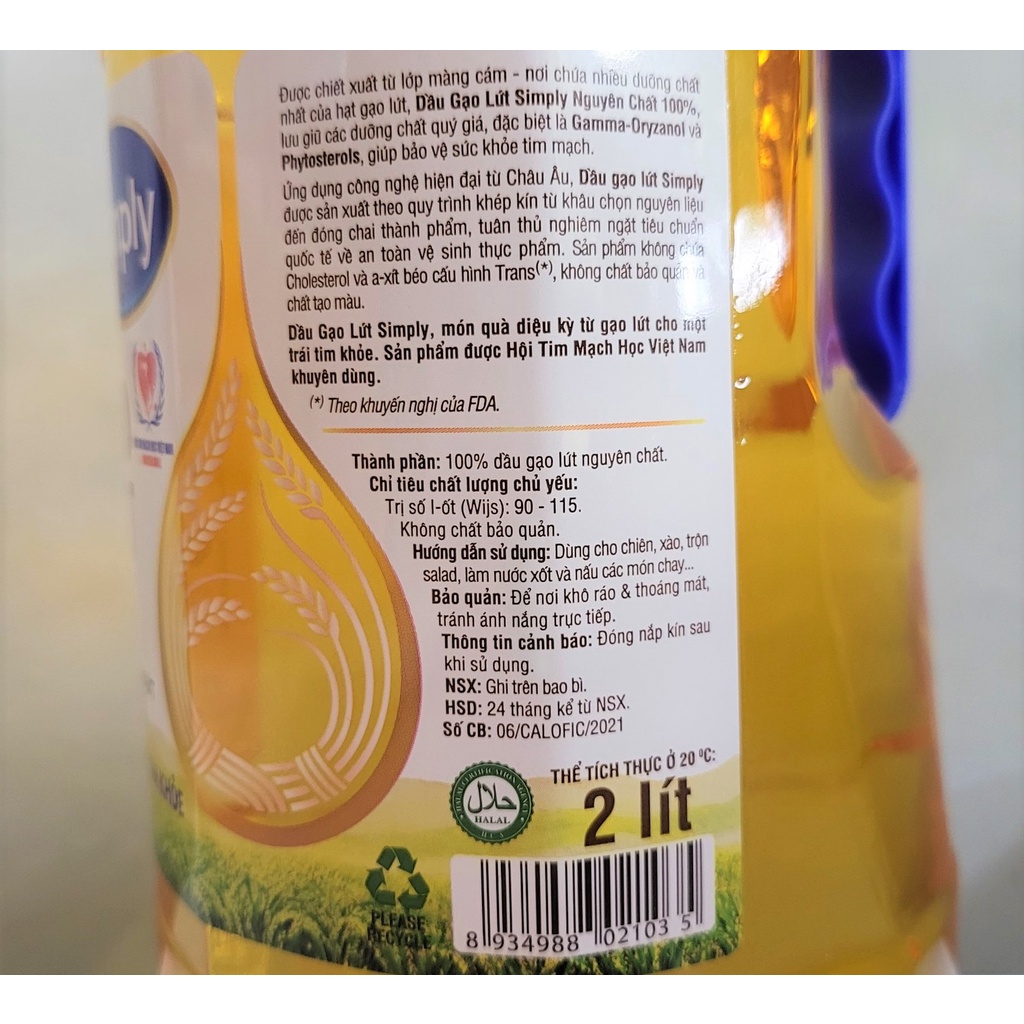 Được chiết xuất từ lớp màng cám - nơi chứa nhiều dưỡng chất
nhất của hạt gạo lứt, Dầu Gạo Lứt Simply Nguyên Chất 100%,
lưu giữ các dưỡng chất quý giá, đặc biệt là Gamma-Oryzanol và
Phytosterols, giúp bảo vệ sức khỏe tim mạch.
Ứng dụng công nghệ hiện đại từ Châu Âu, Dầu gạo lứt Simply
được sản xuất theo quy trình khép kín từ khâu chọn nguyên liệu
đến đóng chai thành phẩm, tuân thủ nghiêm ngặt tiêu chuẩn
quốc tế về an toàn vệ sinh thực phẩm. Sản phẩm không chứa
Cholesterol và a-xít béo cấu hình Trans(*), không chất bảo quản và
chất tạo màu.
Dầu Gạo Lứt Simply, món quà diệu kỳ từ gạo lứt cho một
trái tim khỏe. Sản phẩm được Hội Tim Mạch Học Việt Nam
khuyên dùng.
(*) Theo khuyến nghị của FDA.
Thành phần: 100% dầu gạo lứt nguyên chất.
Chỉ tiêu chất lượng chủ yếu:
Trị số I-ốt (Wijs): 90 - 115.
Không chất bảo quản.
Hướng dẫn sử dụng: Dùng cho chiên, xào, trộn
salad, làm nước xốt và nấu các món chay...
Bảo quản: Để nơi khô ráo & thoáng mát,
tránh ánh nắng trực tiếp.
Thông tin cảnh báo: Đóng nắp kín sau
khi sử dụng.
NSX: Ghi trên bao bì.
HSD: 24 tháng kể từ NSX.
Số CB: 06/CALOFIC/2021
THỂ TÍCH THỰC Ở 20 ºC:
2 lít
حلال
HALAL
HALAL CERTIFICATION AGENCY
PLEASE
RECYCLE
8 934988 02103 5
ply
KHỎE